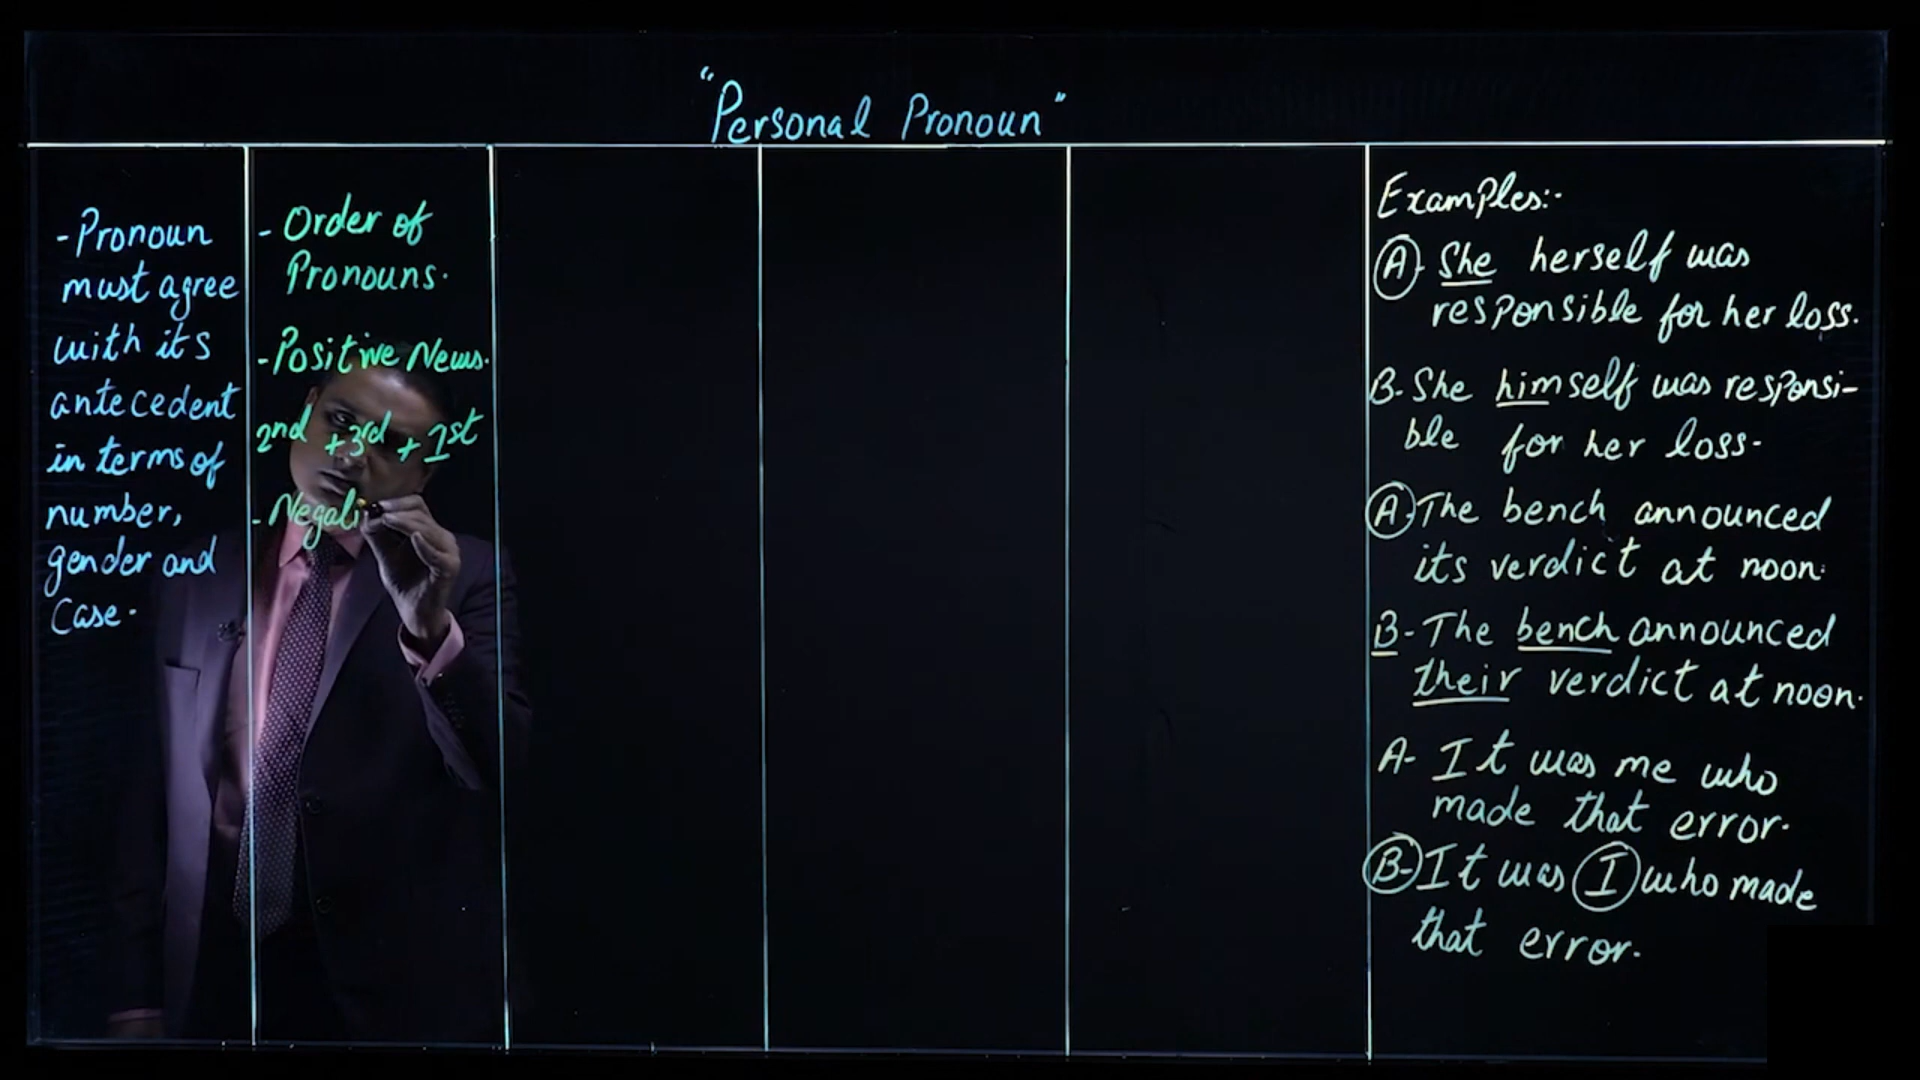 "Personal Pronoun"
- Pronoun
must agree
with its
antecedent
in terms of
number,
gender and
Case.
- Order of
Pronouns.
- Positive News.
2nd + 3rd + 1st
- Negati
Examples:-
A- She herself was
responsible for her loss.
B- She himself was responsi-
ble for her loss.
A- The bench announced
its verdict at noon.
B- The bench announced
their verdict at noon.
A- It was me who
made that error.
B- It was I who made
that error.